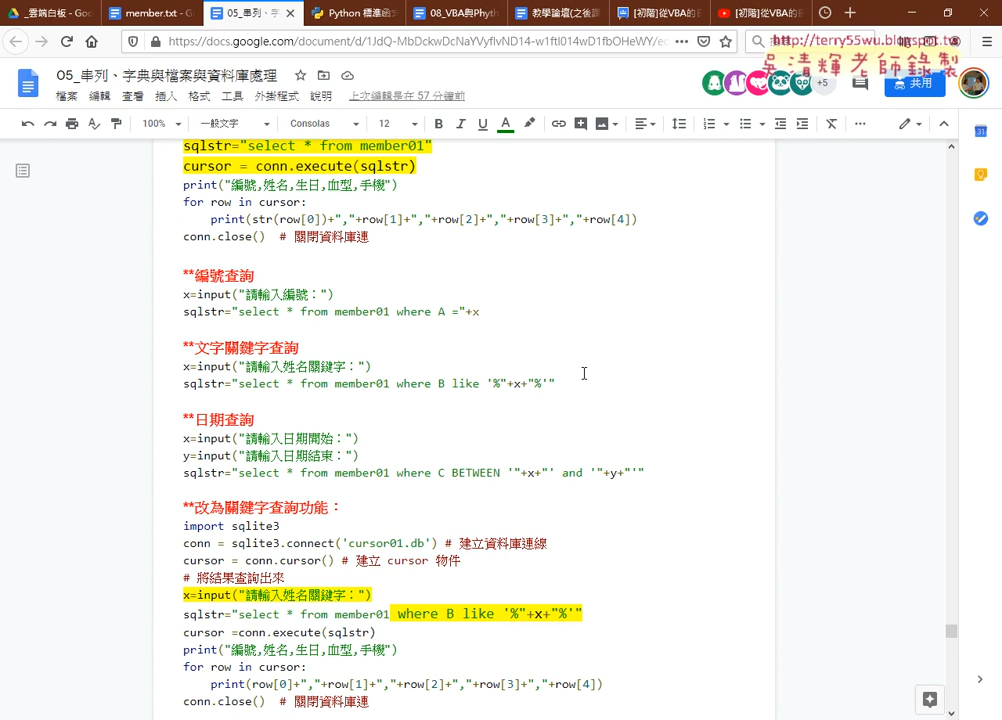 _雲端白板 - Goo
member.txt - G
05_串列、字
Python 標準函式
08_VBA與Phyth
教學論壇(之後課
[初階]從VBA的E
[初階]從VBA的E
https://docs.google.com/document/d/1JdQ-MbDckwDcNaYVyflvND14-w1ftl014wD1fbOHeWY/ec
http://terry55wu.blogspot.tw
吳清輝老師錄製
05_串列、字典與檔案與資料庫處理
+5
共用
檔案 編輯 查看 插入 格式 工具 外掛程式 說明 上次編輯是在 57 分鐘前
100% 一般文字 Consolas 12 B I U A
sqlstr="select * from member01"
cursor = conn.execute(sqlstr)
print("編號,姓名,生日,血型,手機")
for row in cursor:
print(str(row[0])+","+row[1]+","+row[2]+","+row[3]+","+row[4])
conn.close() # 關閉資料庫連
**編號查詢
x=input("請輸入編號：")
sqlstr="select * from member01 where A ="+x
**文字關鍵字查詢
x=input("請輸入姓名關鍵字：")
sqlstr="select * from member01 where B like '%"+x+"%'"
**日期查詢
x=input("請輸入日期開始：")
y=input("請輸入日期結束：")
sqlstr="select * from member01 where C BETWEEN '"+x+"' and '"+y+"'"
**改為關鍵字查詢功能：
import sqlite3
conn = sqlite3.connect('cursor01.db') # 建立資料庫連線
cursor = conn.cursor() # 建立 cursor 物件
# 將結果查詢出來
x=input("請輸入姓名關鍵字：")
sqlstr="select * from member01 where B like '%"+x+"%'"
cursor =conn.execute(sqlstr)
print("編號,姓名,生日,血型,手機")
for row in cursor:
print(row[0]+","+row[1]+","+row[2]+","+row[3]+","+row[4])
conn.close() # 關閉資料庫連